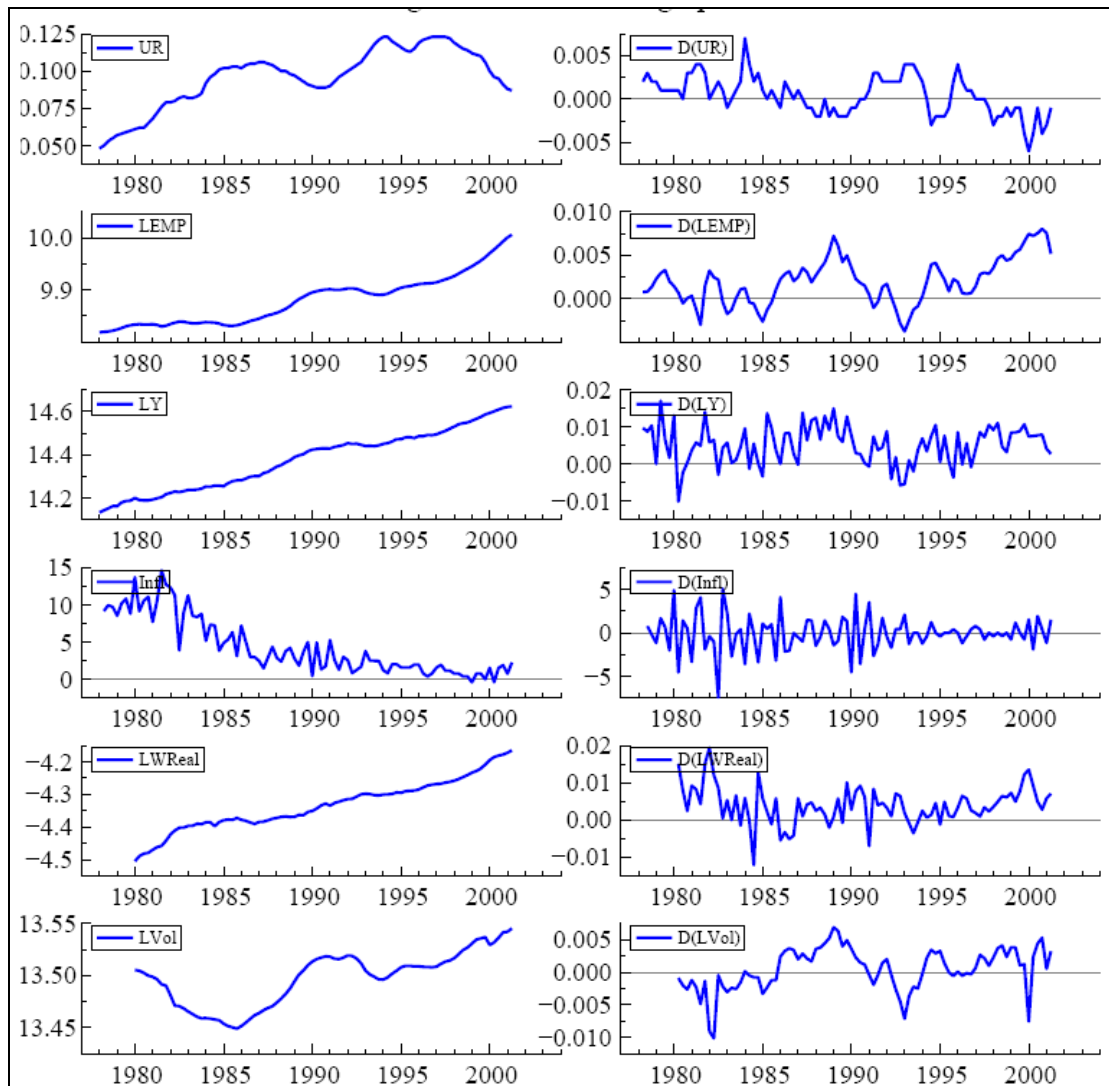 UR
0.125
0.100
0.075
0.050
1980 1985 1990 1995 2000
D(UR)
0.005
0.000
−0.005
1980 1985 1990 1995 2000
LEMP
10.0
9.9
1980 1985 1990 1995 2000
D(LEMP)
0.010
0.005
0.000
1980 1985 1990 1995 2000
LY
14.6
14.4
14.2
1980 1985 1990 1995 2000
D(LY)
0.02
0.01
0.00
−0.01
1980 1985 1990 1995 2000
Infl
15
10
5
0
1980 1985 1990 1995 2000
D(Infl)
5
0
−5
1980 1985 1990 1995 2000
LWReal
−4.2
−4.3
−4.4
−4.5
1980 1985 1990 1995 2000
D(LWReal)
0.02
0.01
0.00
−0.01
1980 1985 1990 1995 2000
LVol
13.55
13.50
13.45
1980 1985 1990 1995 2000
D(LVol)
0.005
0.000
−0.005
−0.010
1980 1985 1990 1995 2000